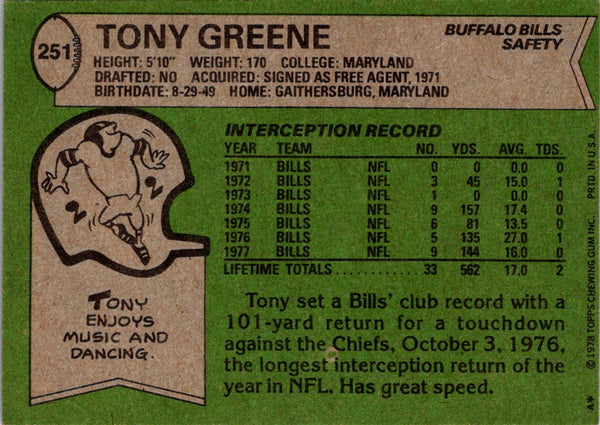 251
TONY GREENE
BUFFALO BILLS
SAFETY
HEIGHT: 5'10" WEIGHT: 170 COLLEGE: MARYLAND
DRAFTED: NO ACQUIRED: SIGNED AS FREE AGENT, 1971
BIRTHDATE: 8-29-49 HOME: GAITHERSBURG, MARYLAND
INTERCEPTION RECORD
YEAR TEAM NO. YDS. AVG. TDS.
1971 BILLS NFL 0 0 0.0 0
1972 BILLS NFL 3 45 15.0 1
1973 BILLS NFL 1 0 0.0 0
1974 BILLS NFL 9 157 17.4 0
1975 BILLS NFL 6 81 13.5 0
1976 BILLS NFL 5 135 27.0 1
1977 BILLS NFL 9 144 16.0 0
LIFETIME TOTALS............ 33 562 17.0 2
2 2
TONY
ENJOYS
MUSIC AND
DANCING.
Tony set a Bills' club record with a
101-yard return for a touchdown
against the Chiefs, October 3, 1976,
the longest interception return of the
year in NFL. Has great speed.
A* © 1978 TOPPS CHEWING GUM INC. PRTD. IN U.S.A.